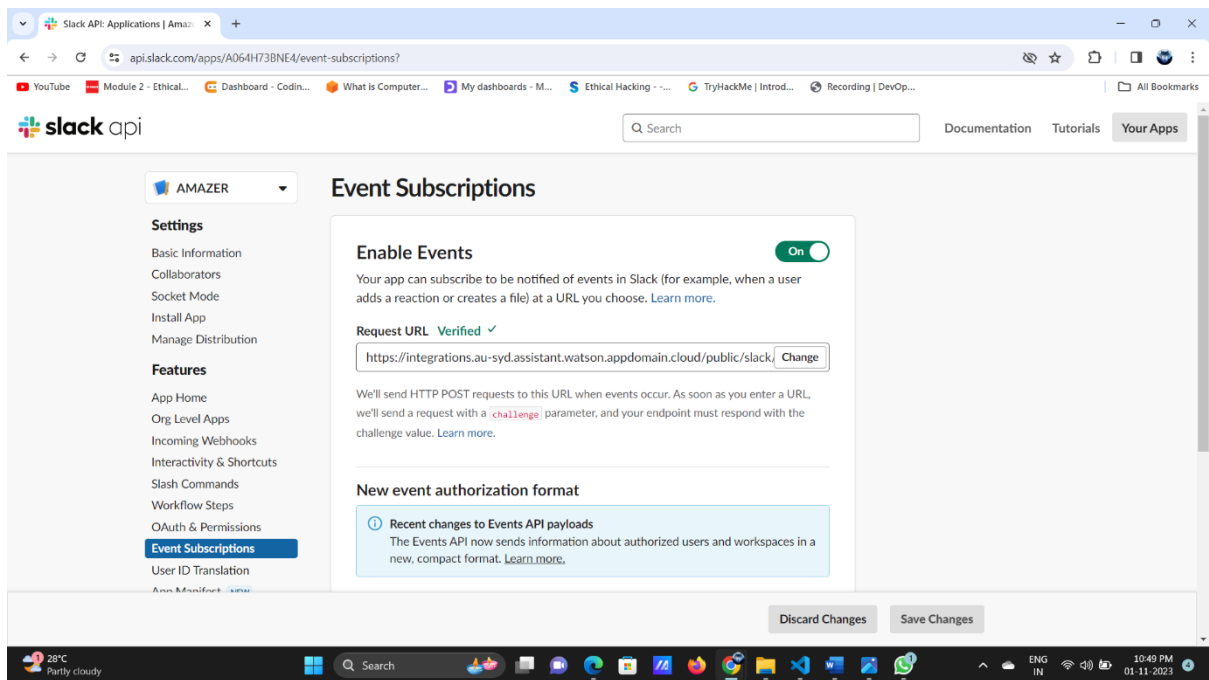 Slack API: Applications | Amaz
api.slack.com/apps/A064H73BNE4/event-subscriptions?
YouTube Module 2 - Ethical... Dashboard - Codin... What is Computer... My dashboards - M... Ethical Hacking - -... TryHackMe | Introd... Recording | DevOp... All Bookmarks
slack api
Search
Documentation Tutorials Your Apps
AMAZER
Settings
Basic Information
Collaborators
Socket Mode
Install App
Manage Distribution
Features
App Home
Org Level Apps
Incoming Webhooks
Interactivity & Shortcuts
Slash Commands
Workflow Steps
OAuth & Permissions
Event Subscriptions
User ID Translation
App Manifest NEW
Event Subscriptions
Enable Events
On
Your app can subscribe to be notified of events in Slack (for example, when a user
adds a reaction or creates a file) at a URL you choose. Learn more.
Request URL Verified ✓
https://integrations.au-syd.assistant.watson.appdomain.cloud/public/slack/ Change
We'll send HTTP POST requests to this URL when events occur. As soon as you enter a URL,
we'll send a request with a challenge parameter, and your endpoint must respond with the
challenge value. Learn more.
New event authorization format
Recent changes to Events API payloads
The Events API now sends information about authorized users and workspaces in a
new, compact format. Learn more.
Discard Changes Save Changes
1
28°C
Partly cloudy
Search
ENG
IN
10:49 PM
01-11-2023
4